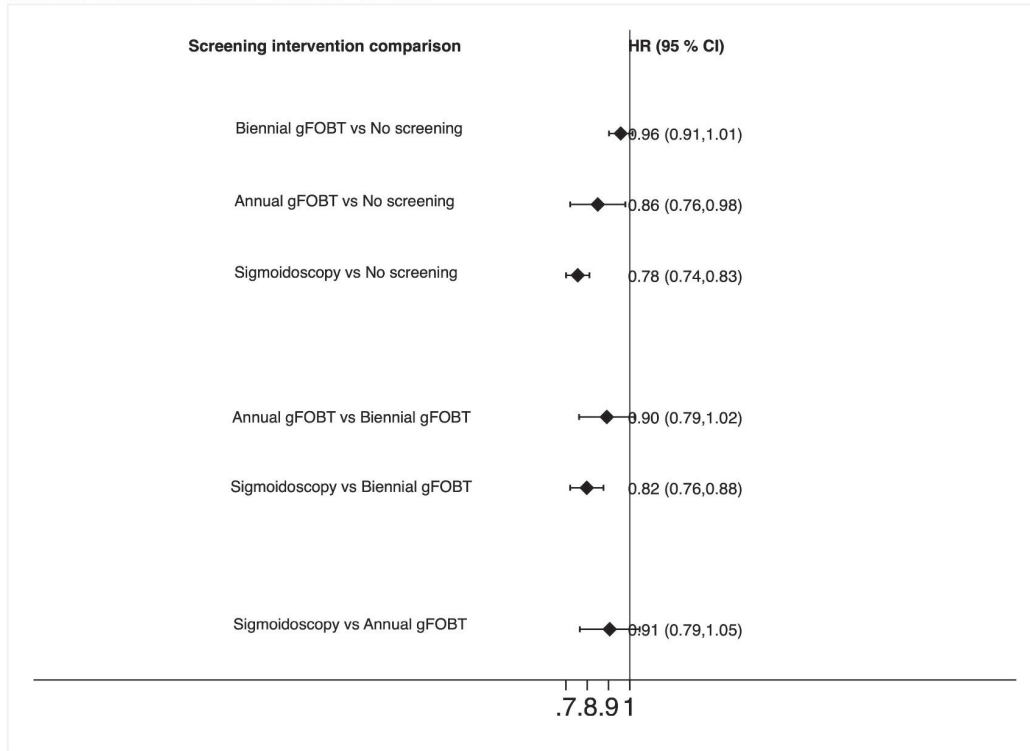 Screening intervention comparison HR (95 % CI)
Biennial gFOBT vs No screening 0.96 (0.91,1.01)
Annual gFOBT vs No screening 0.86 (0.76,0.98)
Sigmoidoscopy vs No screening 0.78 (0.74,0.83)
Annual gFOBT vs Biennial gFOBT 0.90 (0.79,1.02)
Sigmoidoscopy vs Biennial gFOBT 0.82 (0.76,0.88)
Sigmoidoscopy vs Annual gFOBT 0.91 (0.79,1.05)
.7 .8 .9 1